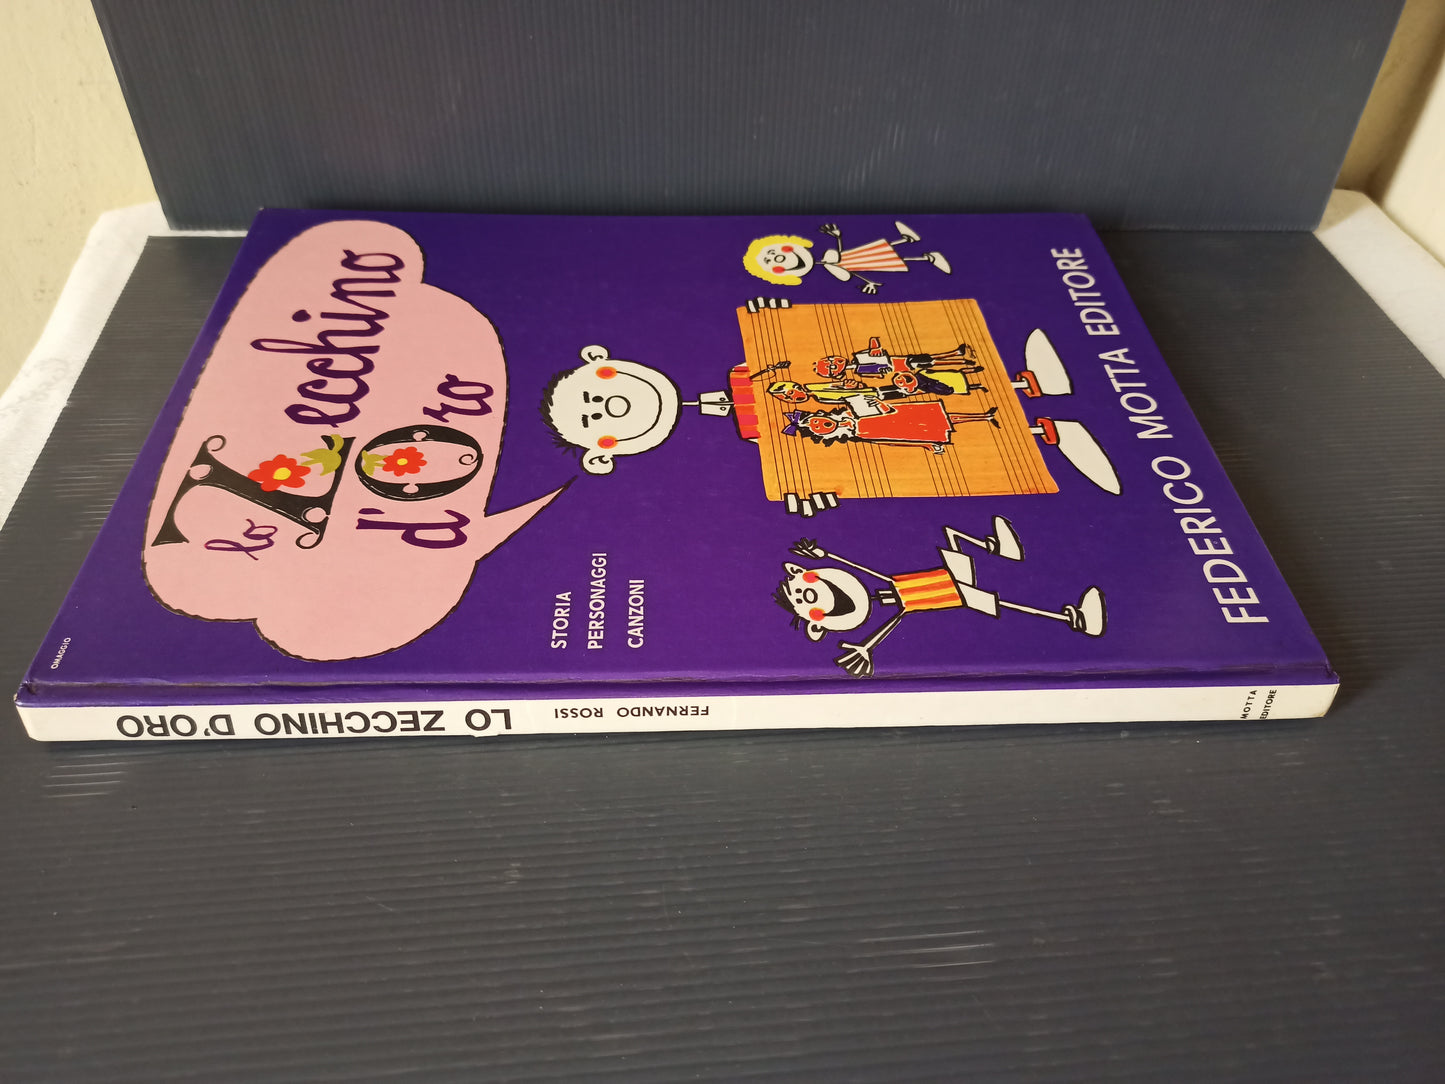 OMAGGIO
lo Zecchino
d'Oro
STORIA
PERSONAGGI
CANZONI
FEDERICO MOTTA EDITORE
LO ZECCHINO D'ORO
FERNANDO ROSSI
MOTTA
EDITORE